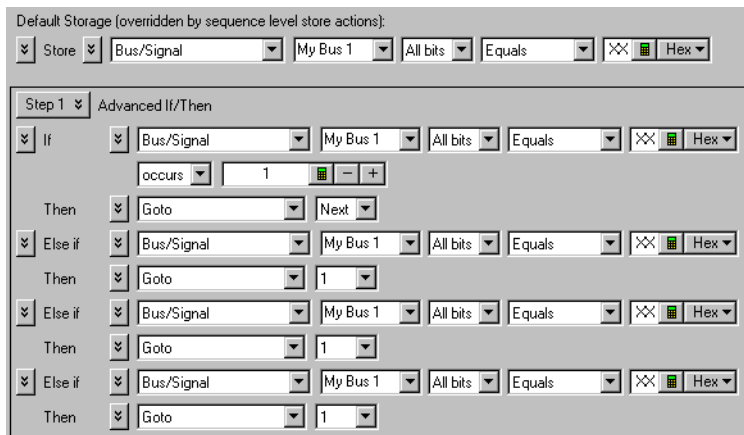 Default Storage (overridden by sequence level store actions):
Store Bus/Signal My Bus 1 All bits Equals XX Hex
Step 1 Advanced If/Then
If Bus/Signal My Bus 1 All bits Equals XX Hex
occurs 1 − +
Then Goto Next
Else if Bus/Signal My Bus 1 All bits Equals XX Hex
Then Goto 1
Else if Bus/Signal My Bus 1 All bits Equals XX Hex
Then Goto 1
Else if Bus/Signal My Bus 1 All bits Equals XX Hex
Then Goto 1